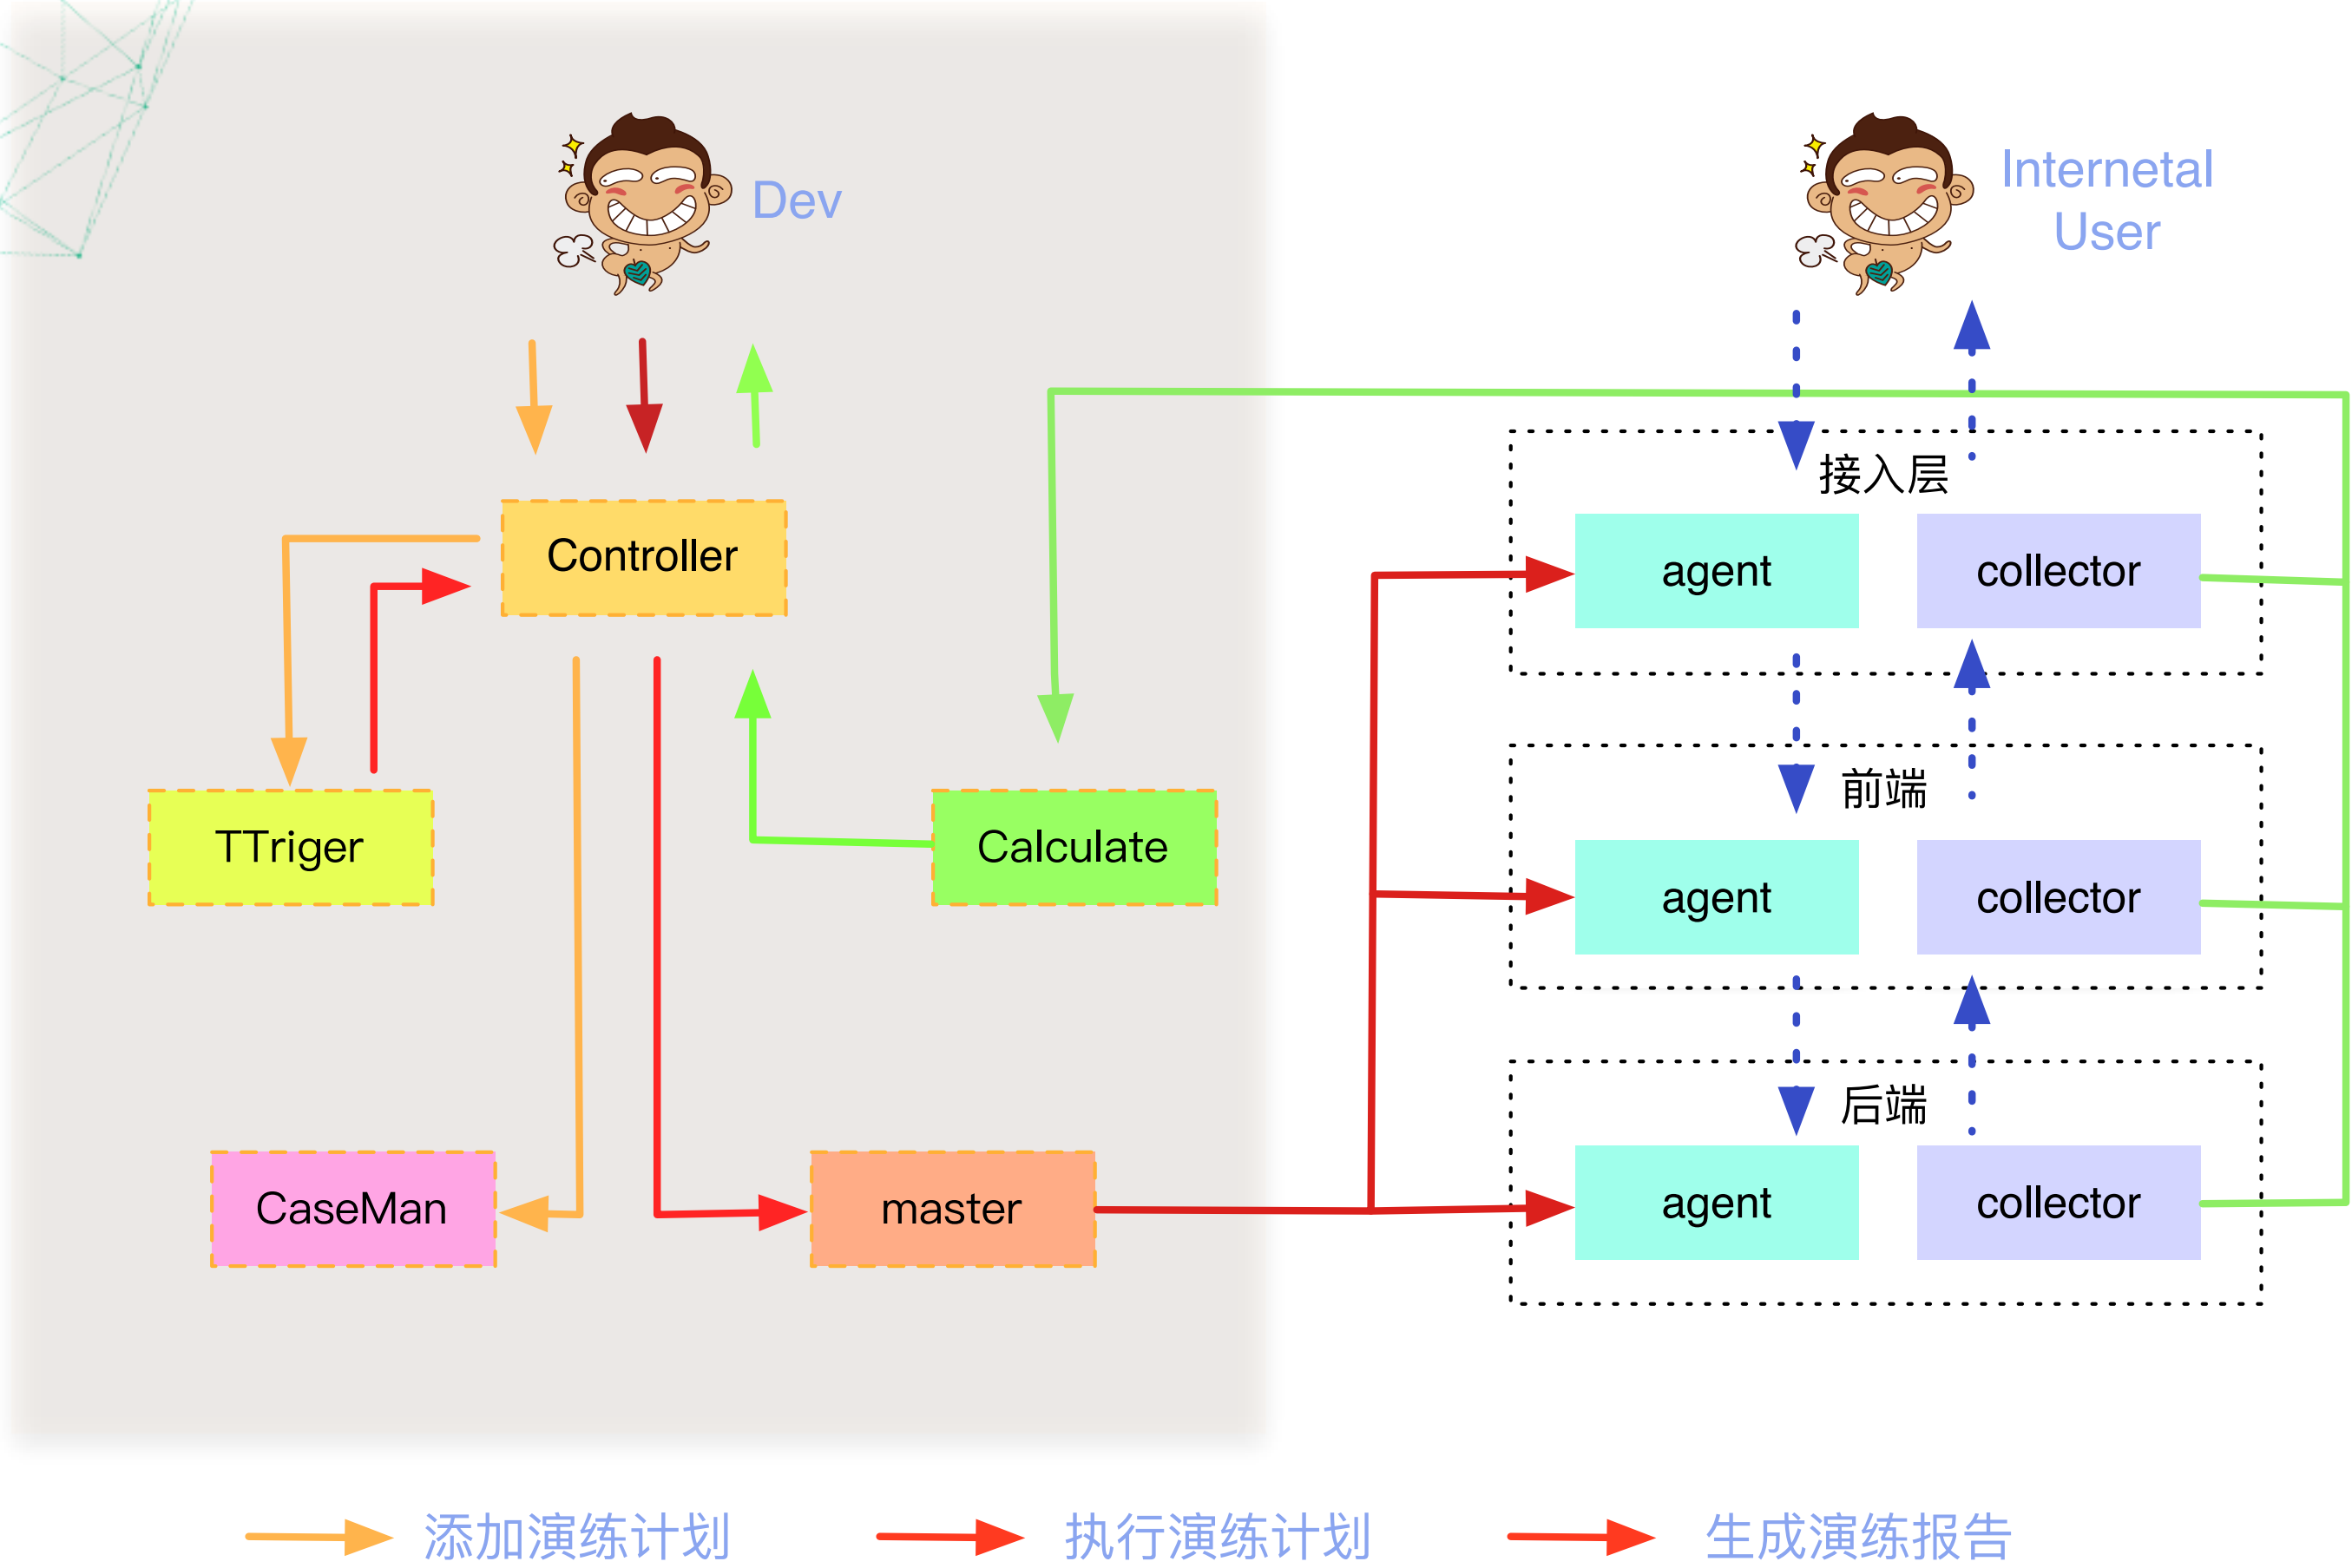 Dev
Internetal
User
Controller
接入层
agent
collector
TTriger
Calculate
前端
agent
collector
后端
agent
collector
CaseMan
master
添加演练计划
执行演练计划
生成演练报告